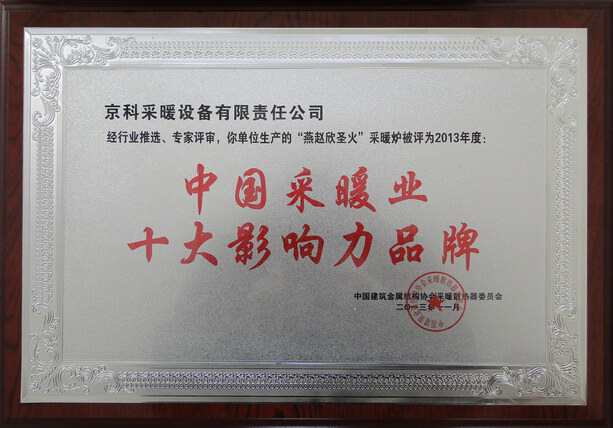 京科采暖设备有限责任公司
经行业推选、专家评审，你单位生产的“燕赵欣圣火”采暖炉被评为2013年度：
中国采暖业
十大影响力品牌
中国建筑金属结构协会采暖散热器委员会
二〇一三年十一月